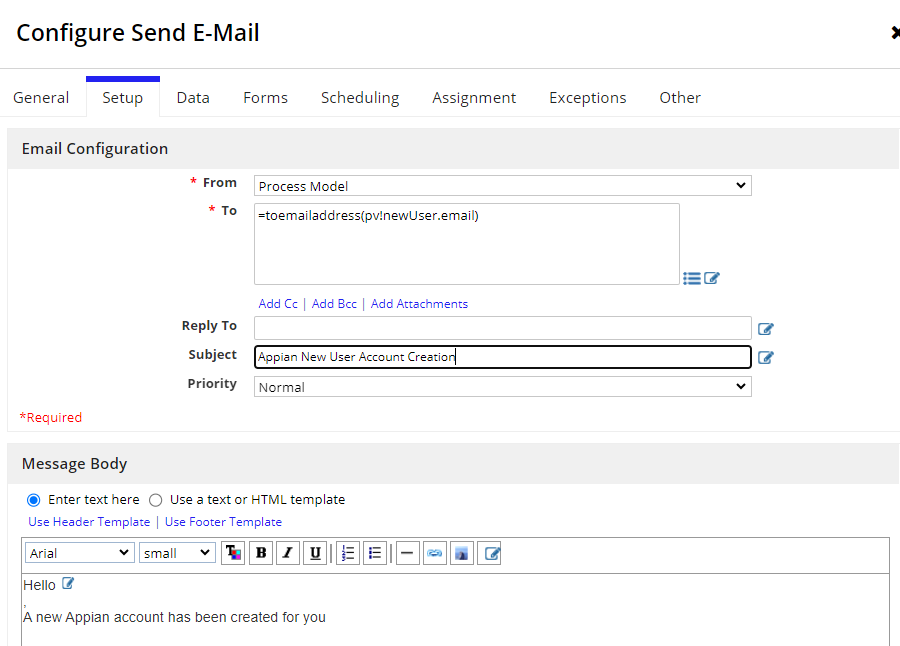 Configure Send E-Mail
General Setup Data Forms Scheduling Assignment Exceptions Other
Email Configuration
* From Process Model
* To =toemailaddress(pv!newUser.email)
Add Cc | Add Bcc | Add Attachments
Reply To
Subject Appian New User Account Creation
Priority Normal
*Required
Message Body
Enter text here Use a text or HTML template
Use Header Template | Use Footer Template
Arial small T B I U
Hello
,
A new Appian account has been created for you